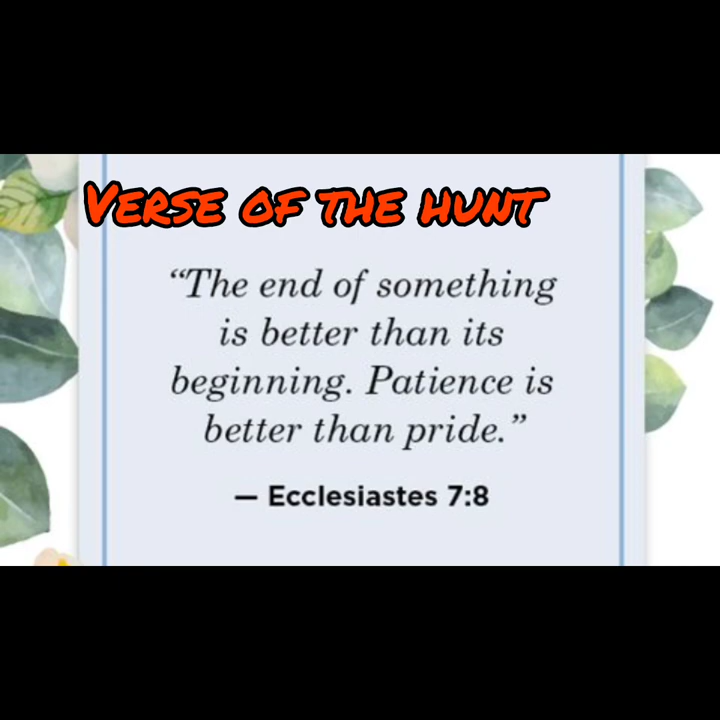 VERSE OF THE HUNT
“The end of something
is better than its
beginning. Patience is
better than pride.”
— Ecclesiastes 7:8